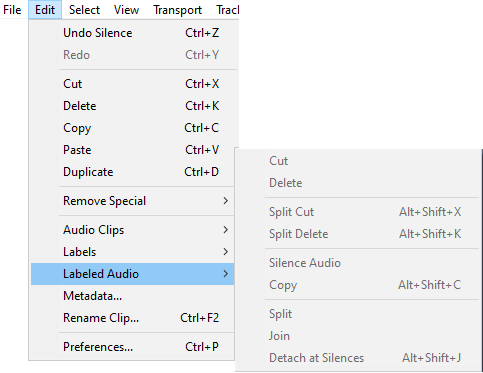 File Edit Select View Transport
Undo Silence Ctrl+Z
Redo Ctrl+Y
Cut Ctrl+X
Delete Ctrl+K
Copy Ctrl+C
Paste Ctrl+V
Duplicate Ctrl+D
Remove Special >
Audio Clips >
Labels >
Labeled Audio >
Metadata...
Rename Clip... Ctrl+F2
Preferences... Ctrl+P
Cut
Delete
Split Cut Alt+Shift+X
Split Delete Alt+Shift+K
Silence Audio
Copy Alt+Shift+C
Split
Join
Detach at Silences Alt+Shift+J